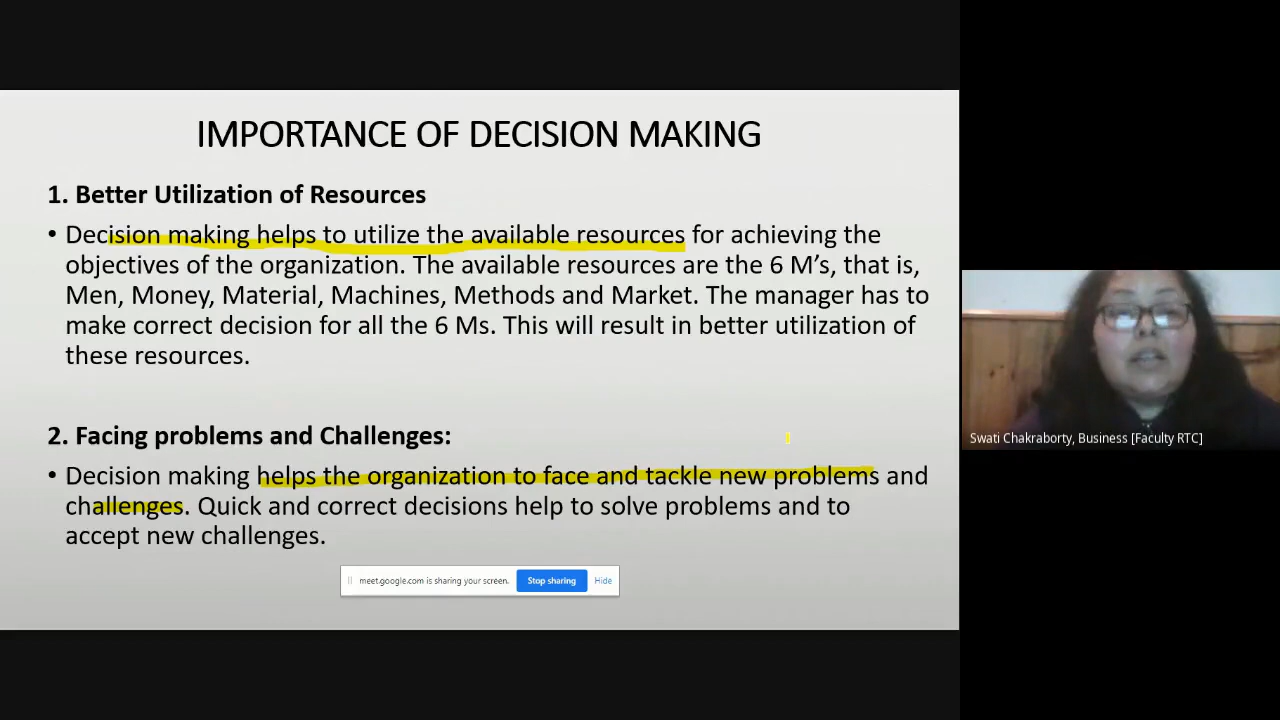 IMPORTANCE OF DECISION MAKING
1. Better Utilization of Resources
• Decision making helps to utilize the available resources for achieving the
objectives of the organization. The available resources are the 6 M’s, that is,
Men, Money, Material, Machines, Methods and Market. The manager has to
make correct decision for all the 6 Ms. This will result in better utilization of
these resources.
2. Facing problems and Challenges:
• Decision making helps the organization to face and tackle new problems and
challenges. Quick and correct decisions help to solve problems and to
accept new challenges.
meet.google.com is sharing your screen. Stop sharing Hide
Swati Chakraborty, Business [Faculty RTC]